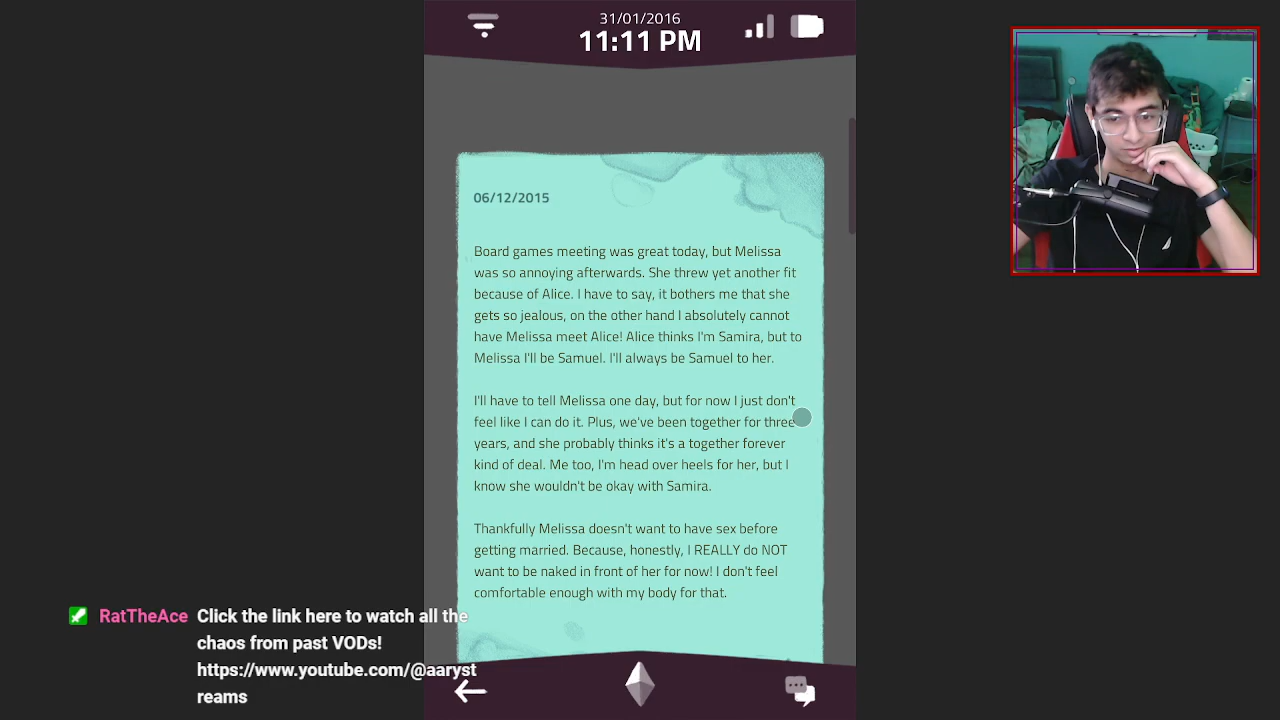 31/01/2016
11:11 PM
06/12/2015
Board games meeting was great today, but Melissa
was so annoying afterwards. She threw yet another fit
because of Alice. I have to say, it bothers me that she
gets so jealous, on the other hand I absolutely cannot
have Melissa meet Alice! Alice thinks I'm Samira, but to
Melissa I'll be Samuel. I'll always be Samuel to her.
I'll have to tell Melissa one day, but for now I just don't
feel like I can do it. Plus, we've been together for three
years, and she probably thinks it's a together forever
kind of deal. Me too, I'm head over heels for her, but I
know she wouldn't be okay with Samira.
Thankfully Melissa doesn't want to have sex before
getting married. Because, honestly, I REALLY do NOT
want to be naked in front of her for now! I don't feel
comfortable enough with my body for that.
RatTheAce Click the link here to watch all the
chaos from past VODs!
https://www.youtube.com/@aaryst
reams